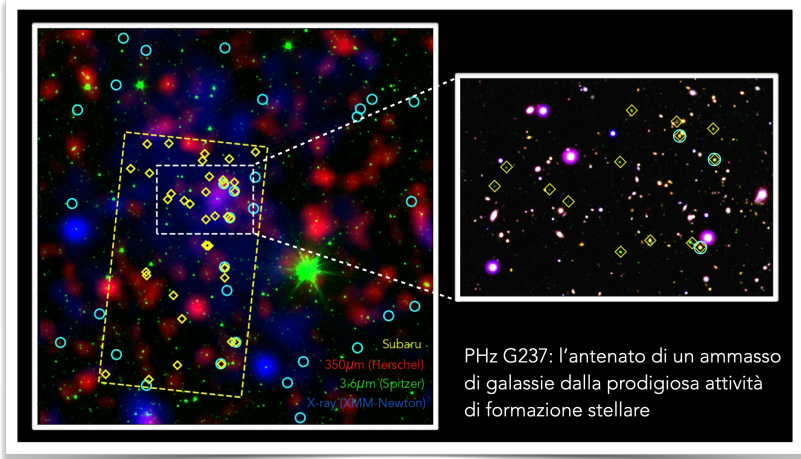 Subaru
350µm (Herschel)
3.6µm (Spitzer)
X-ray (XMM-Newton)
PHz G237: l'antenato di un ammasso
di galassie dalla prodigiosa attività
di formazione stellare